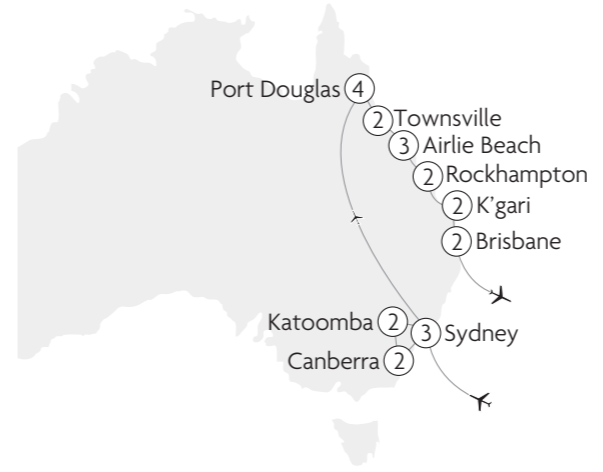 Port Douglas 4
2 Townsville
3 Airlie Beach
2 Rockhampton
2 K'gari
2 Brisbane
Katoomba 2
3 Sydney
Canberra 2